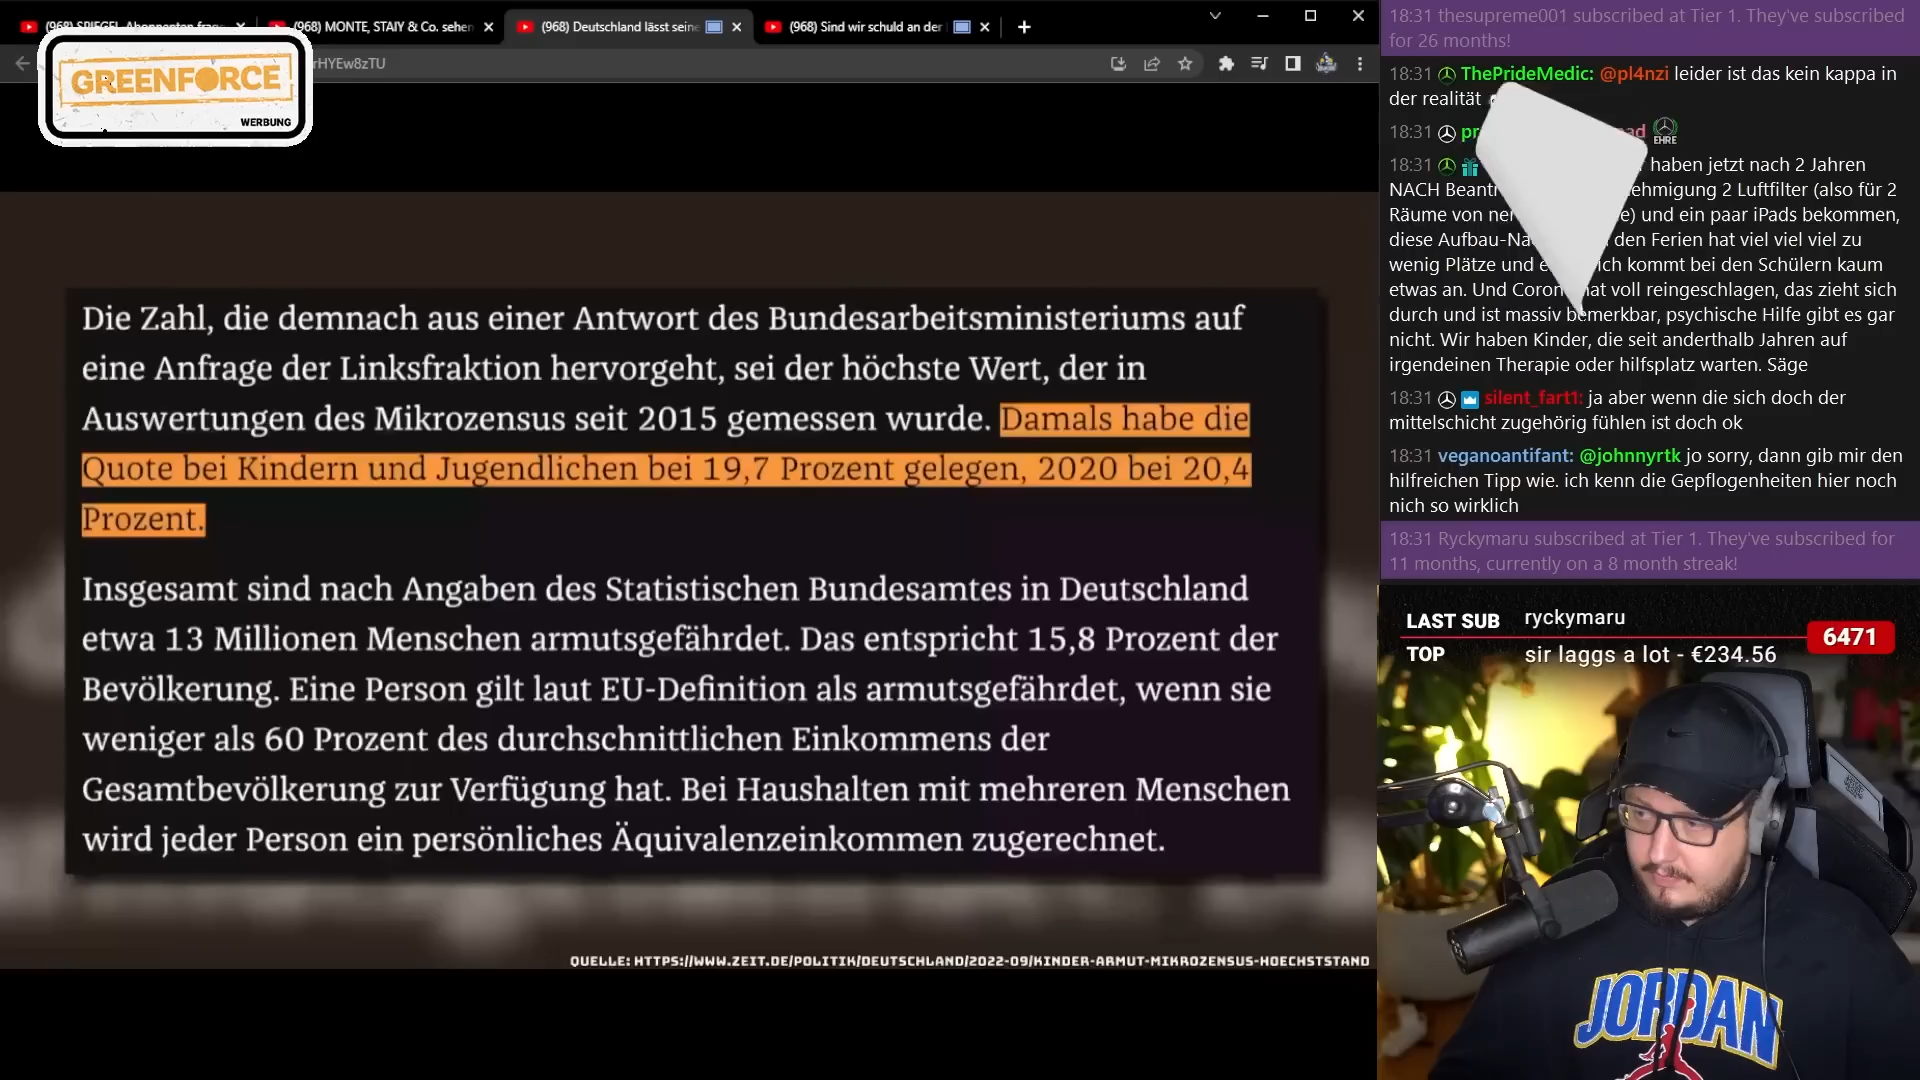 (968) SPIEGEL-Abonnenten frag
(968) MONTE, STAIY & Co. sehen
(968) Deutschland lässt seine
(968) Sind wir schuld an der
rHYEw8zTU
GREENFORCE
WERBUNG
Die Zahl, die demnach aus einer Antwort des Bundesarbeitsministeriums auf
eine Anfrage der Linksfraktion hervorgeht, sei der höchste Wert, der in
Auswertungen des Mikrozensus seit 2015 gemessen wurde. Damals habe die
Quote bei Kindern und Jugendlichen bei 19,7 Prozent gelegen, 2020 bei 20,4
Prozent.
Insgesamt sind nach Angaben des Statistischen Bundesamtes in Deutschland
etwa 13 Millionen Menschen armutsgefährdet. Das entspricht 15,8 Prozent der
Bevölkerung. Eine Person gilt laut EU-Definition als armutsgefährdet, wenn sie
weniger als 60 Prozent des durchschnittlichen Einkommens der
Gesamtbevölkerung zur Verfügung hat. Bei Haushalten mit mehreren Menschen
wird jeder Person ein persönliches Äquivalenzeinkommen zugerechnet.
QUELLE: HTTPS://WWW.ZEIT.DE/POLITIK/DEUTSCHLAND/2022-09/KINDER-ARMUT-MIKROZENSUS-HOECHSTSTAND
18:31 thesupreme001 subscribed at Tier 1. They've subscribed
for 26 months!
18:31 ThePrideMedic: @pl4nzi leider ist das kein kappa in
der realität
18:31 pr ad EHRE
18:31 haben jetzt nach 2 Jahren
NACH Beantr ehmigung 2 Luftfilter (also für 2
Räume von ner e) und ein paar iPads bekommen,
diese Aufbau-Na den Ferien hat viel viel viel zu
wenig Plätze und e ich kommt bei den Schülern kaum
etwas an. Und Coron hat voll reingeschlagen, das zieht sich
durch und ist massiv bemerkbar, psychische Hilfe gibt es gar
nicht. Wir haben Kinder, die seit anderthalb Jahren auf
irgendeinen Therapie oder hilfsplatz warten. Säge
18:31 silent_fart1: ja aber wenn die sich doch der
mittelschicht zugehörig fühlen ist doch ok
18:31 veganoantifant: @johnnyrtk jo sorry, dann gib mir den
hilfreichen Tipp wie. ich kenn die Gepflogenheiten hier noch
nich so wirklich
18:31 Ryckymaru subscribed at Tier 1. They've subscribed for
11 months, currently on a 8 month streak!
LAST SUB ryckymaru
6471
TOP sir laggs a lot - €234.56
JORDAN